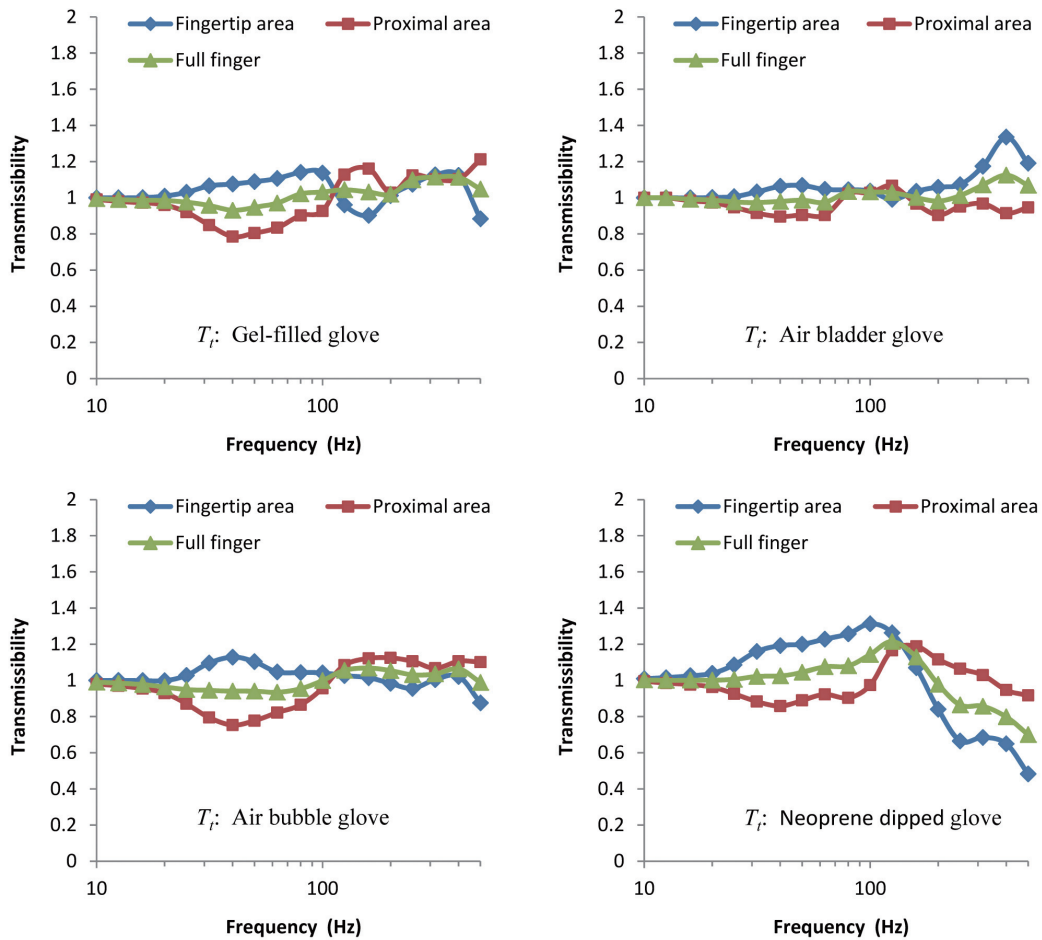 2
Fingertip area
Proximal area
1.8
Full finger
1.6
1.4
1.2
1
0.8
0.6
0.4
0.2
0
Transmissibility
T_t: Gel-filled glove
10
100
Frequency (Hz)
2
Fingertip area
Proximal area
1.8
Full finger
1.6
1.4
1.2
1
0.8
0.6
0.4
0.2
0
Transmissibility
T_t: Air bladder glove
10
100
Frequency (Hz)
2
Fingertip area
Proximal area
1.8
Full finger
1.6
1.4
1.2
1
0.8
0.6
0.4
0.2
0
Transmissibility
T_t: Air bubble glove
10
100
Frequency (Hz)
2
Fingertip area
Proximal area
1.8
Full finger
1.6
1.4
1.2
1
0.8
0.6
0.4
0.2
0
Transmissibility
T_t: Neoprene dipped glove
10
100
Frequency (Hz)